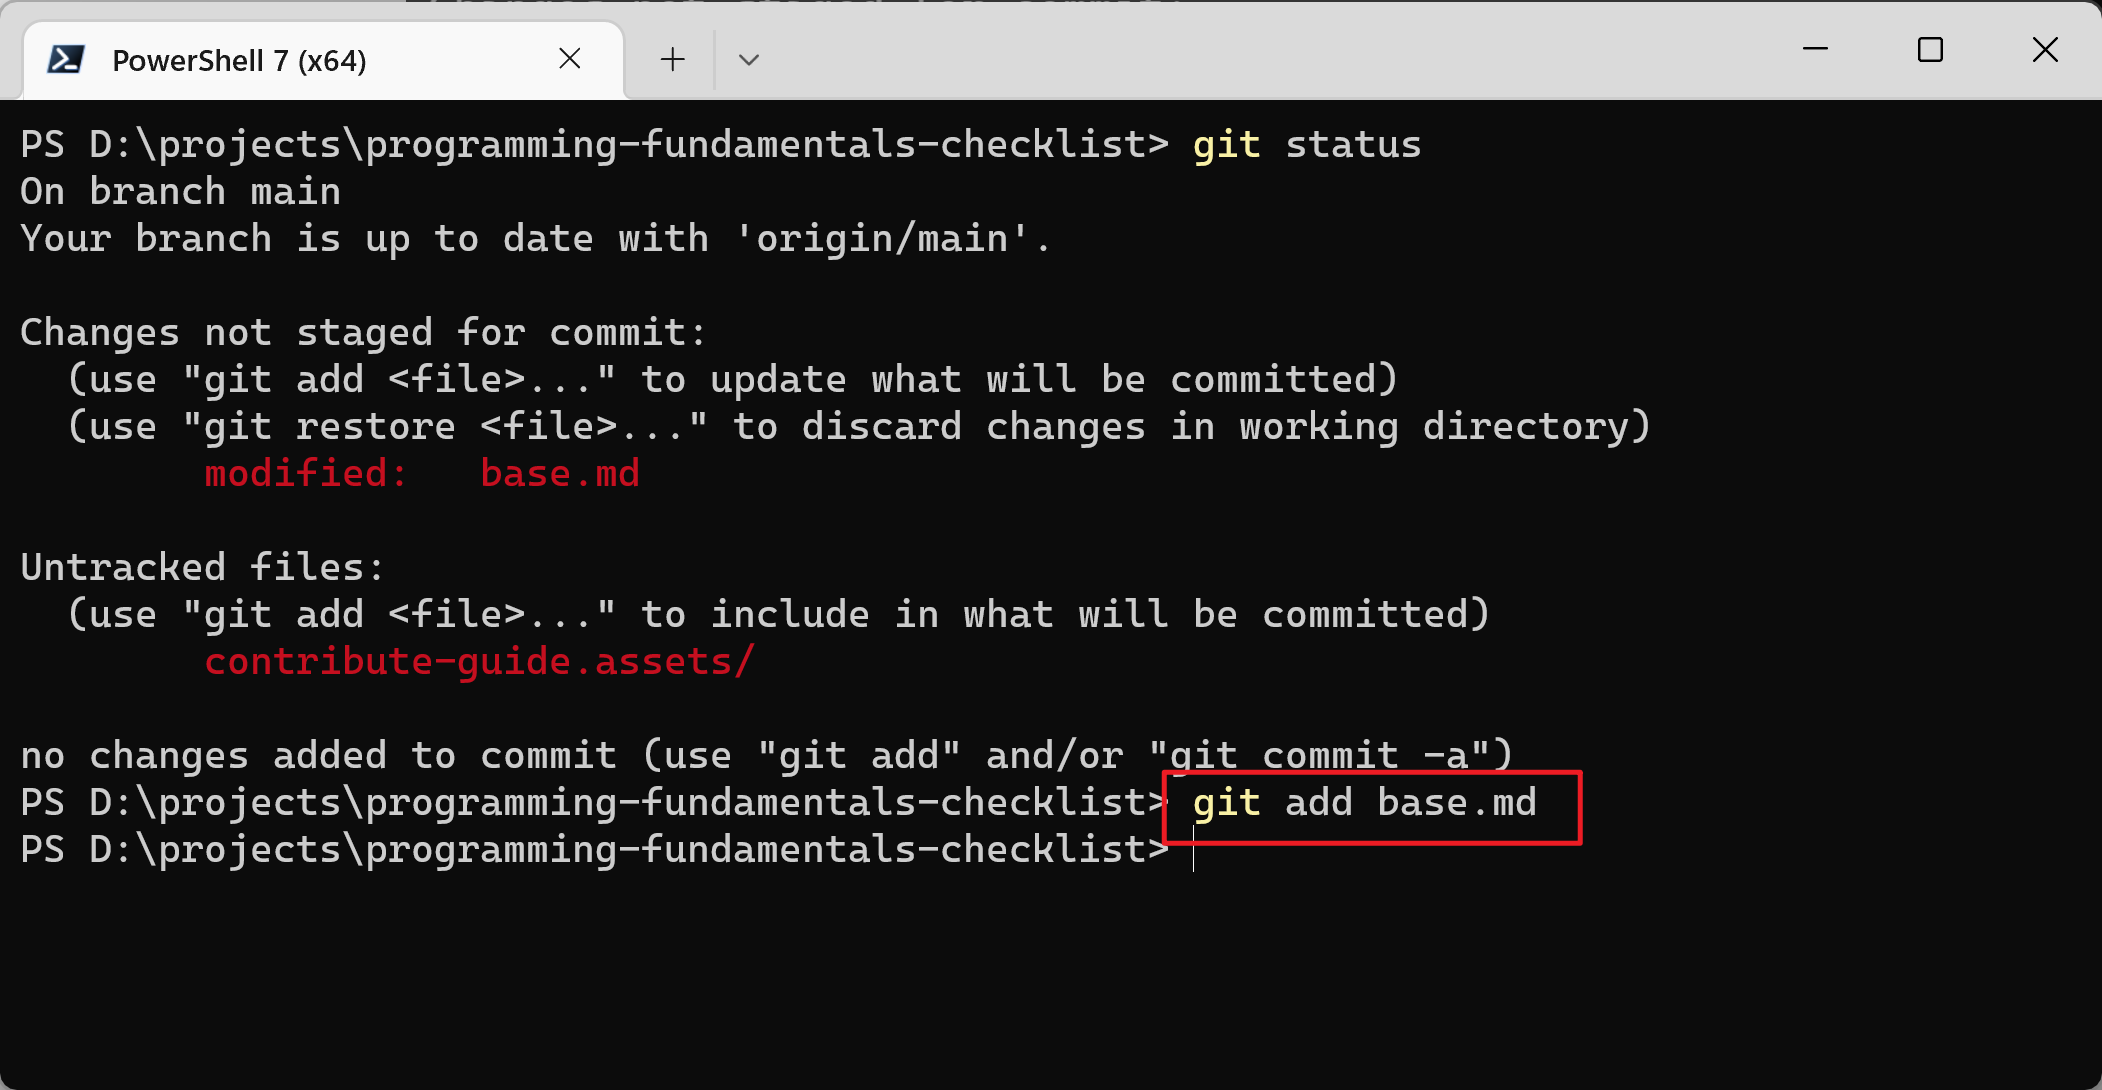 PowerShell 7 (x64)
PS D:\projects\programming-fundamentals-checklist> git status
On branch main
Your branch is up to date with 'origin/main'.
Changes not staged for commit:
  (use "git add <file>..." to update what will be committed)
  (use "git restore <file>..." to discard changes in working directory)
        modified:   base.md
Untracked files:
  (use "git add <file>..." to include in what will be committed)
        contribute-guide.assets/
no changes added to commit (use "git add" and/or "git commit -a")
PS D:\projects\programming-fundamentals-checklist> git add base.md
PS D:\projects\programming-fundamentals-checklist>